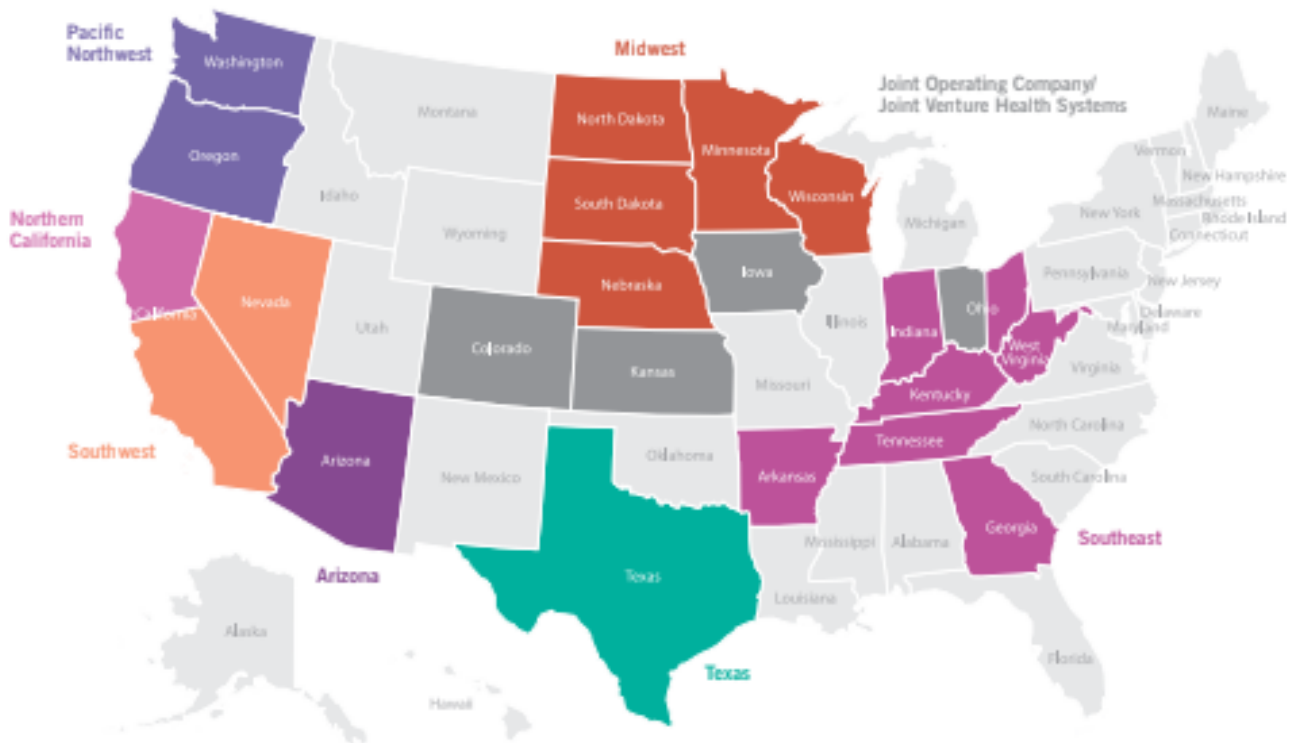 Pacific
Northwest
Washington
Midwest
Joint Operating Company/
Joint Venture Health Systems
Montana
North Dakota
Minnesota
Maine
Oregon
Vermont
New Hampshire
Idaho
South Dakota
Wisconsin
Massachusetts
Rhode Island
New York
Connecticut
Northern
California
Wyoming
Michigan
Iowa
Pennsylvania
New Jersey
Nebraska
Nevada
California
Utah
Illinois
Indiana
Ohio
Delaware
Maryland
Colorado
Kansas
West
Virginia
Virginia
Missouri
Kentucky
North Carolina
Tennessee
Southwest
Arizona
New Mexico
Oklahoma
Arkansas
South Carolina
Georgia
Southeast
Mississippi
Alabama
Arizona
Texas
Louisiana
Alaska
Florida
Texas
Hawaii